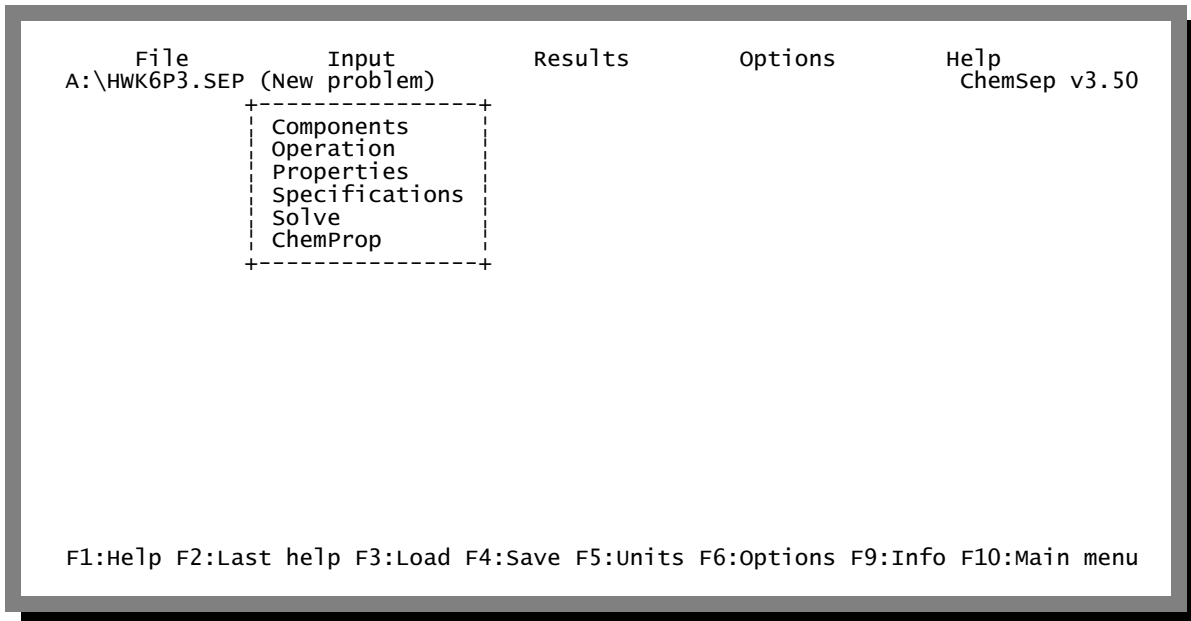 File Input Results Options Help
A:\HWK6P3.SEP (New problem) ChemSep v3.50
+----------------+
¦ Components ¦
¦ Operation ¦
¦ Properties ¦
¦ Specifications ¦
¦ Solve ¦
¦ ChemProp ¦
+----------------+
F1:Help F2:Last help F3:Load F4:Save F5:Units F6:Options F9:Info F10:Main menu